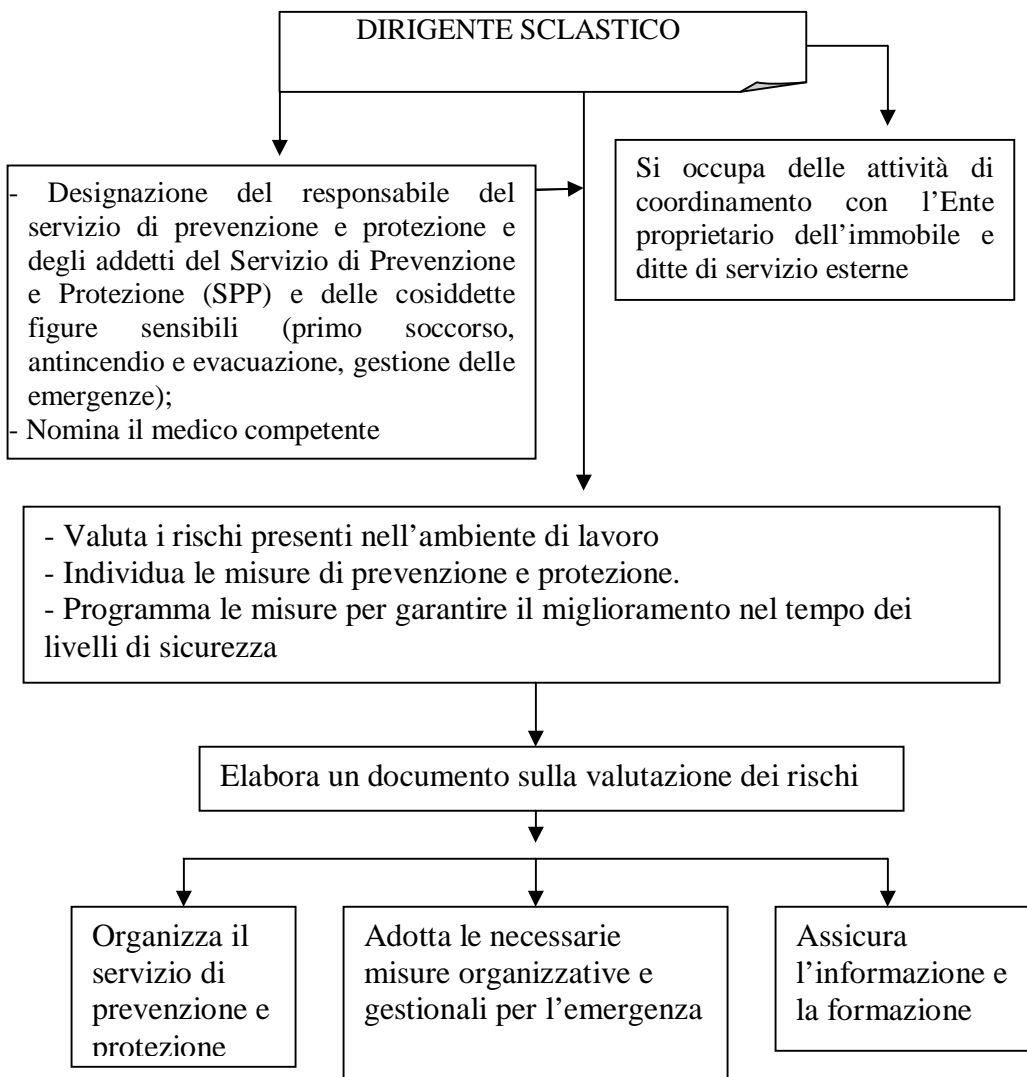 DIRIGENTE SCLASTICO
- Designazione del responsabile del
servizio di prevenzione e protezione e
degli addetti del Servizio di Prevenzione
e Protezione (SPP) e delle cosiddette
figure sensibili (primo soccorso,
antincendio e evacuazione, gestione delle
emergenze);
- Nomina il medico competente
Si occupa delle attività di
coordinamento con l’Ente
proprietario dell’immobile e
ditte di servizio esterne
- Valuta i rischi presenti nell’ambiente di lavoro
- Individua le misure di prevenzione e protezione.
- Programma le misure per garantire il miglioramento nel tempo dei
livelli di sicurezza
Elabora un documento sulla valutazione dei rischi
Organizza il
servizio di
prevenzione e
protezione
Adotta le necessarie
misure organizzative e
gestionali per l’emergenza
Assicura
l’informazione e
la formazione